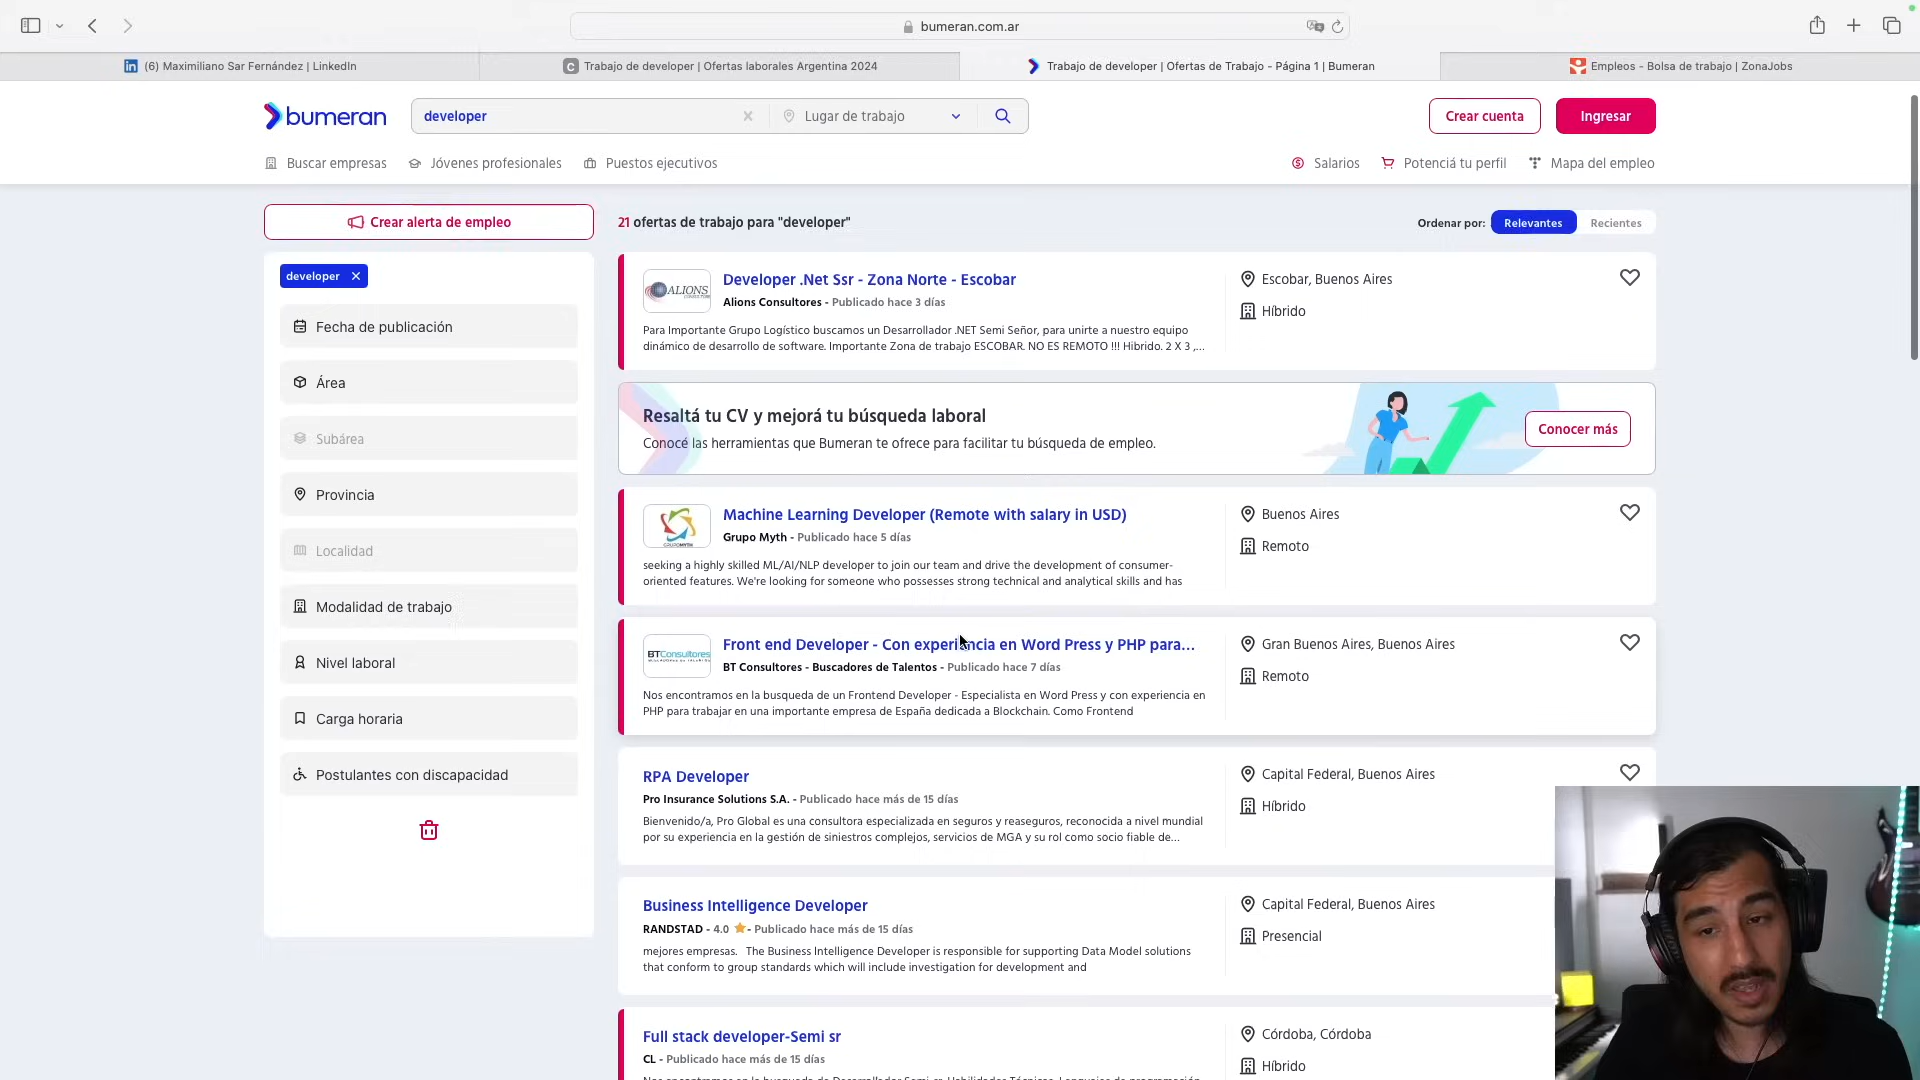 bumeran.com.ar
(6) Maximiliano Sar Fernández | LinkedIn
Trabajo de developer | Ofertas laborales Argentina 2024
Trabajo de developer | Ofertas de Trabajo - Página 1 | Bumeran
Empleos - Bolsa de trabajo | ZonaJobs
bumeran
developer
Lugar de trabajo
Crear cuenta
Ingresar
Buscar empresas
Jóvenes profesionales
Puestos ejecutivos
Salarios
Potenciá tu perfil
Mapa del empleo
Crear alerta de empleo
developer
Fecha de publicación
Área
Subárea
Provincia
Localidad
Modalidad de trabajo
Nivel laboral
Carga horaria
Postulantes con discapacidad
21 ofertas de trabajo para "developer"
Ordenar por:
Relevantes
Recientes
ALIONS
Developer .Net Ssr - Zona Norte - Escobar
Alions Consultores - Publicado hace 3 días
Para Importante Grupo Logístico buscamos un Desarrollador .NET Semi Señor, para unirte a nuestro equipo
dinámico de desarrollo de software. Importante Zona de trabajo ESCOBAR. NO ES REMOTO !!! Hibrido. 2 X 3 ,...
Escobar, Buenos Aires
Híbrido
Resaltá tu CV y mejorá tu búsqueda laboral
Conocé las herramientas que Bumeran te ofrece para facilitar tu búsqueda de empleo.
Conocer más
GRUPOMYTH
Machine Learning Developer (Remote with salary in USD)
Grupo Myth - Publicado hace 5 días
seeking a highly skilled ML/AI/NLP developer to join our team and drive the development of consumer-
oriented features. We're looking for someone who possesses strong technical and analytical skills and has
Buenos Aires
Remoto
BTConsultores
Front end Developer - Con experiencia en Word Press y PHP para...
BT Consultores - Buscadores de Talentos - Publicado hace 7 días
Nos encontramos en la busqueda de un Frontend Developer - Especialista en Word Press y con experiencia en
PHP para trabajar en una importante empresa de España dedicada a Blockchain. Como Frontend
Gran Buenos Aires, Buenos Aires
Remoto
RPA Developer
Pro Insurance Solutions S.A. - Publicado hace más de 15 días
Bienvenido/a, Pro Global es una consultora especializada en seguros y reaseguros, reconocida a nivel mundial
por su experiencia en la gestión de siniestros complejos, servicios de MGA y su rol como socio fiable de...
Capital Federal, Buenos Aires
Híbrido
Business Intelligence Developer
RANDSTAD - 4.0 - Publicado hace más de 15 días
mejores empresas. The Business Intelligence Developer is responsible for supporting Data Model solutions
that conform to group standards which will include investigation for development and
Capital Federal, Buenos Aires
Presencial
Full stack developer-Semi sr
CL - Publicado hace más de 15 días
Córdoba, Córdoba
Híbrido